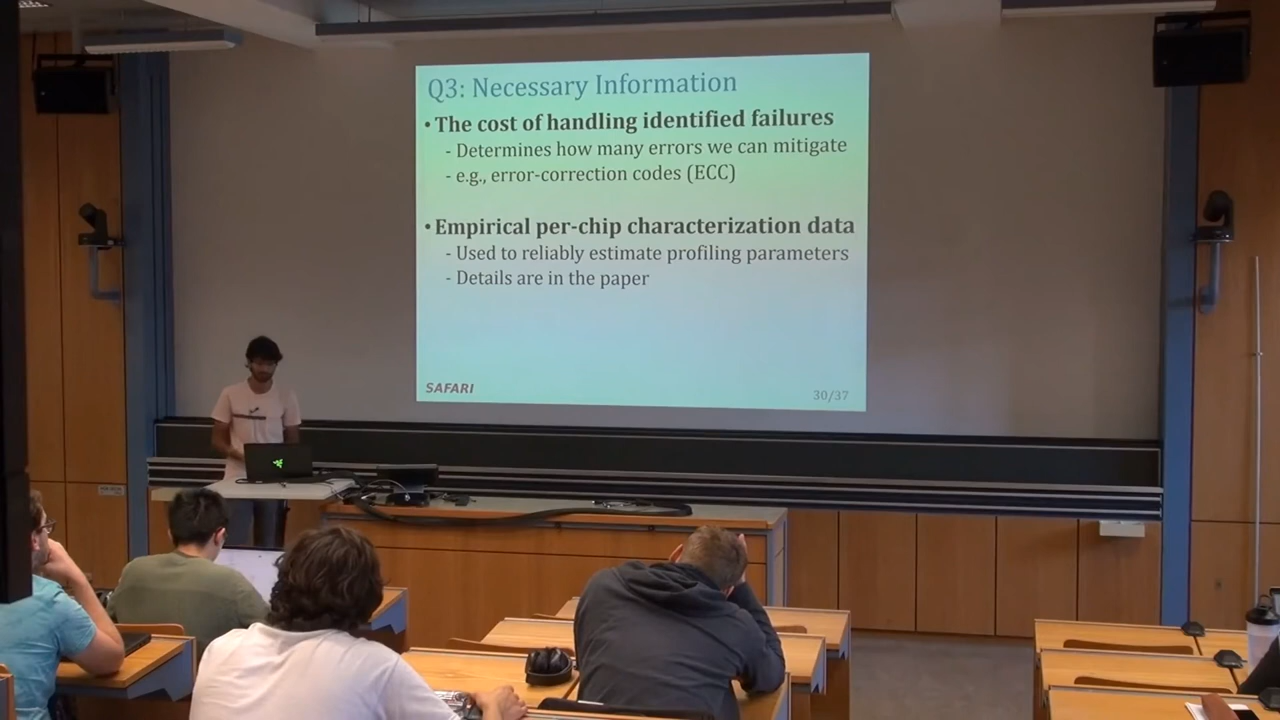 Q3: Necessary Information
• The cost of handling identified failures
- Determines how many errors we can mitigate
- e.g., error-correction codes (ECC)
• Empirical per-chip characterization data
- Used to reliably estimate profiling parameters
- Details are in the paper
SAFARI
30/37